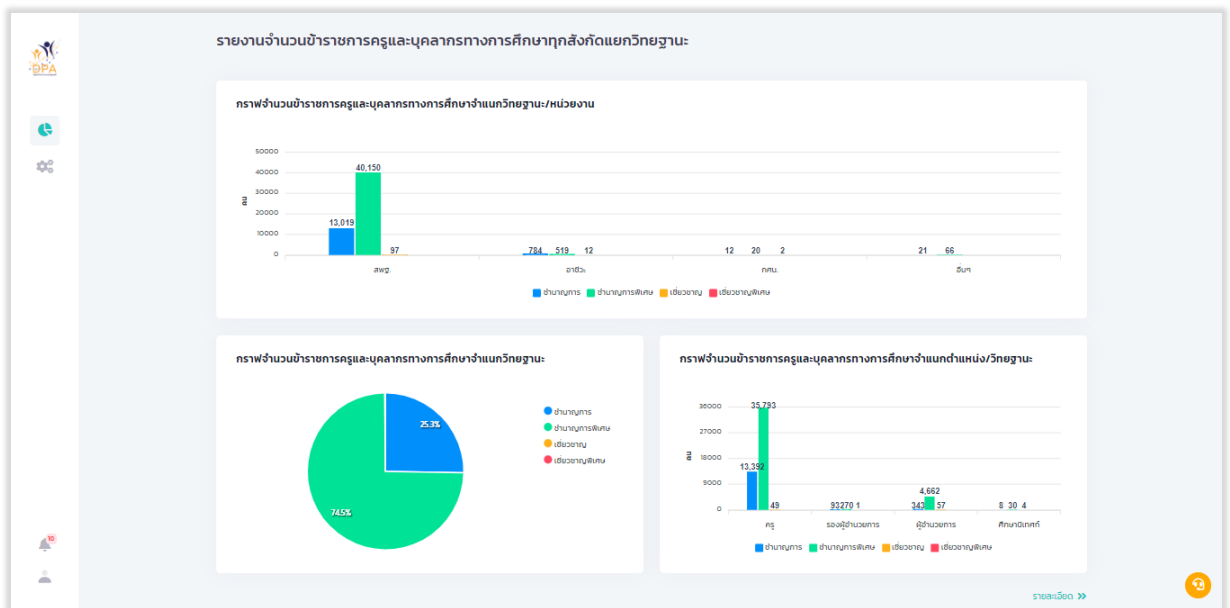 รายงานจำนวนข้าราชการครูและบุคลากรทางการศึกษาทุกสังกัดแยกวิทยฐานะ
DPA
กราฟจำนวนข้าราชการครูและบุคลากรทางการศึกษาจำแนกวิทยฐานะ/หน่วยงาน
คน
50000
40000
30000
20000
10000
0
13,019 40,150 97
784 519 12
12 20 2
21 66
สพฐ. อาชีวะ กศน. อื่นๆ
ชำนาญการ ชำนาญการพิเศษ เชี่ยวชาญ เชี่ยวชาญพิเศษ
กราฟจำนวนข้าราชการครูและบุคลากรทางการศึกษาจำแนกวิทยฐานะ
25.3%
74.5%
ชำนาญการ
ชำนาญการพิเศษ
เชี่ยวชาญ
เชี่ยวชาญพิเศษ
กราฟจำนวนข้าราชการครูและบุคลากรทางการศึกษาจำแนกตำแหน่ง/วิทยฐานะ
คน
36000
27000
18000
9000
0
13,392 35,793 49
93 270 1
343 4,662 57
8 30 4
ครู รองผู้อำนวยการ ผู้อำนวยการ ศึกษานิเทศก์
ชำนาญการ ชำนาญการพิเศษ เชี่ยวชาญ เชี่ยวชาญพิเศษ
10
รายละเอียด